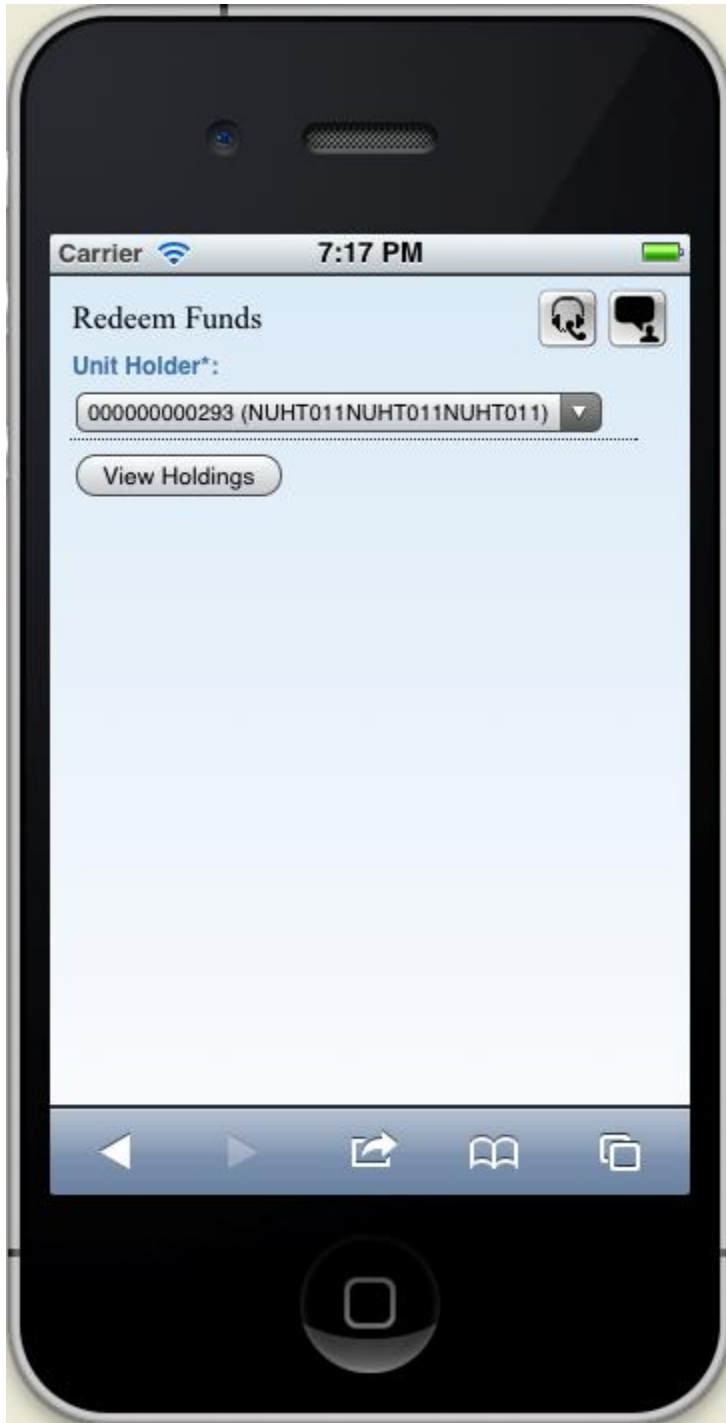 Carrier 7:17 PM
Redeem Funds
Unit Holder*:
000000000293 (NUHT011NUHT011NUHT011)
View Holdings